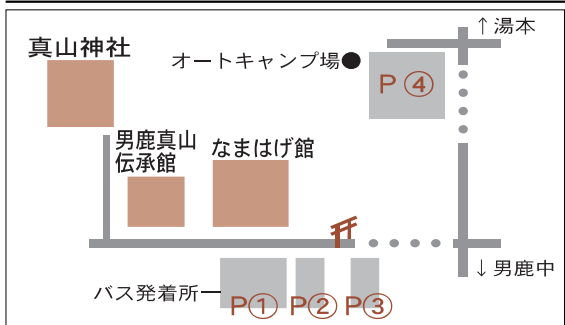 ↑湯本
真山神社
オートキャンプ場●
P④
男鹿真山
伝承館
なまはげ館
↓男鹿中
バス発着所
P①
P②
P③